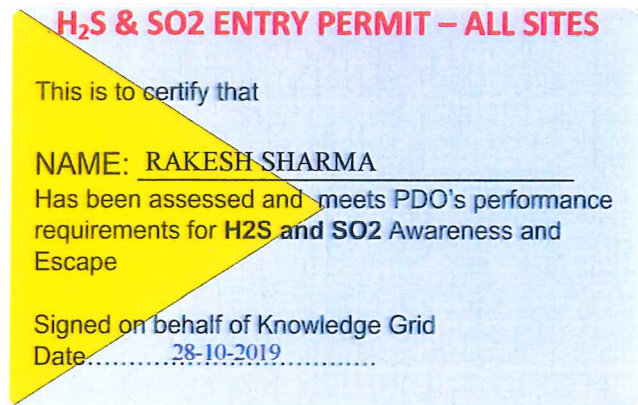 H₂S & SO2 ENTRY PERMIT – ALL SITES
This is to certify that
NAME: RAKESH SHARMA
Has been assessed and meets PDO's performance
requirements for H2S and SO2 Awareness and
Escape
Signed on behalf of Knowledge Grid
Date......28-10-2019..............